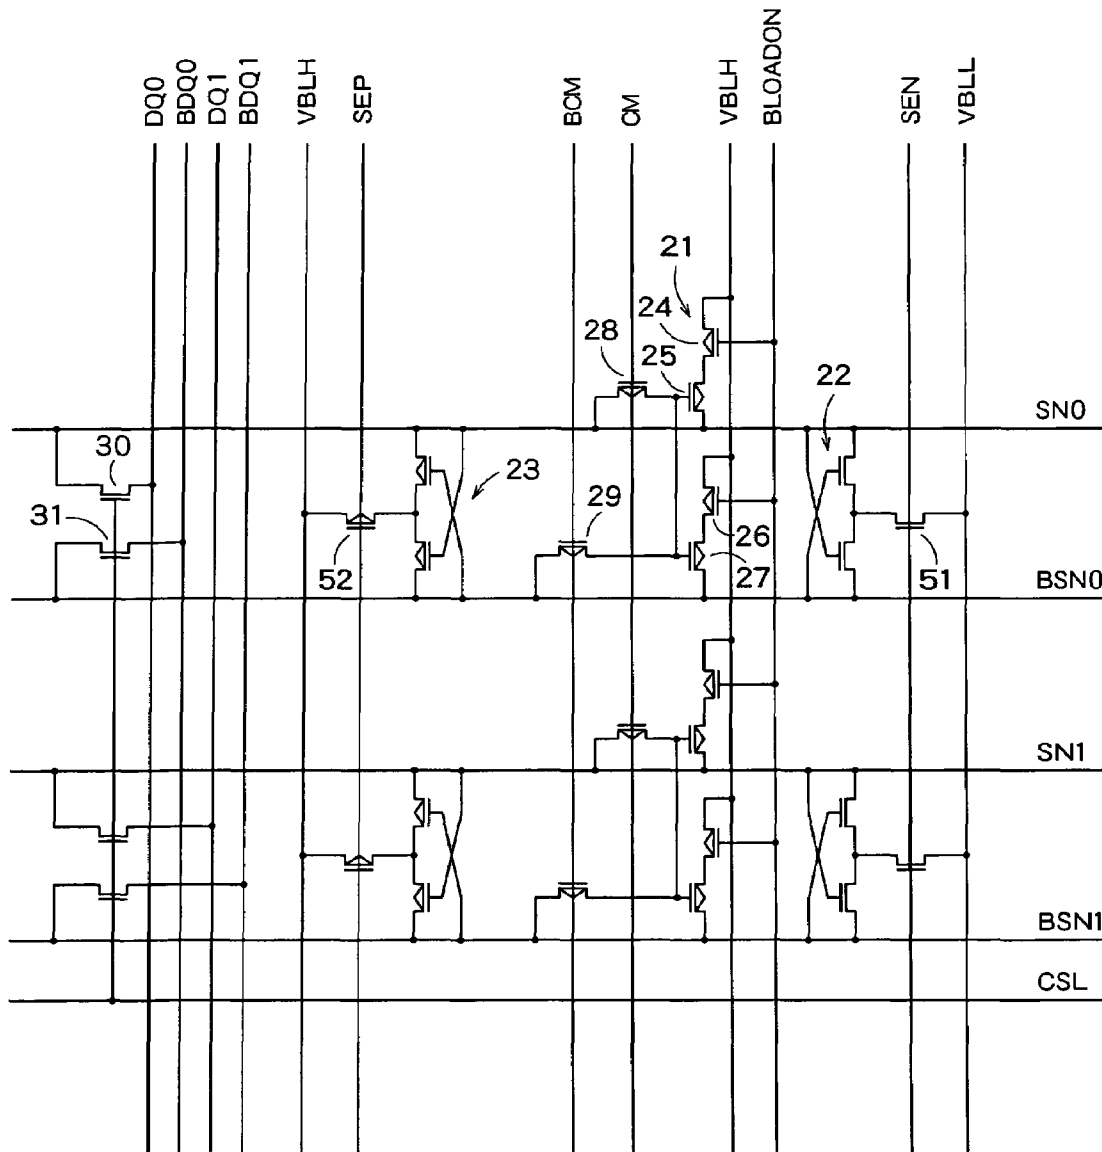 DQ0
BDQ0
DQ1
BDQ1
VBLH
SEP
BCM
CM
VBLH
BLOADON
SEN
VBLL
21
24
28
25
22
SN0
30
23
29
31
26
52
27
51
BSN0
SN1
BSN1
CSL